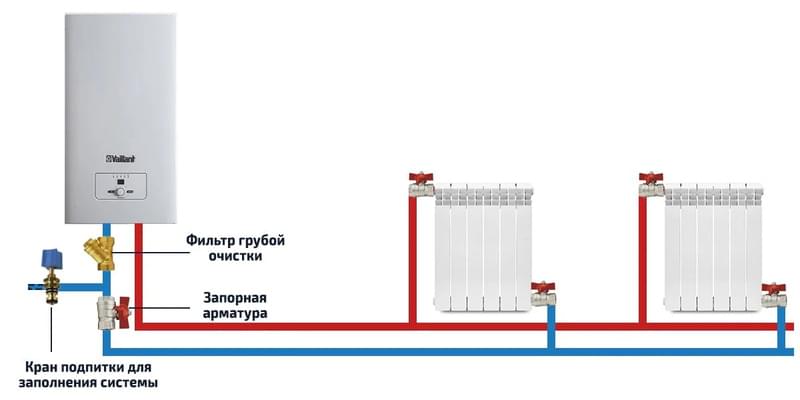 Vaillant
Фильтр грубой
очистки
Запорная
арматура
Кран подпитки для
заполнения системы